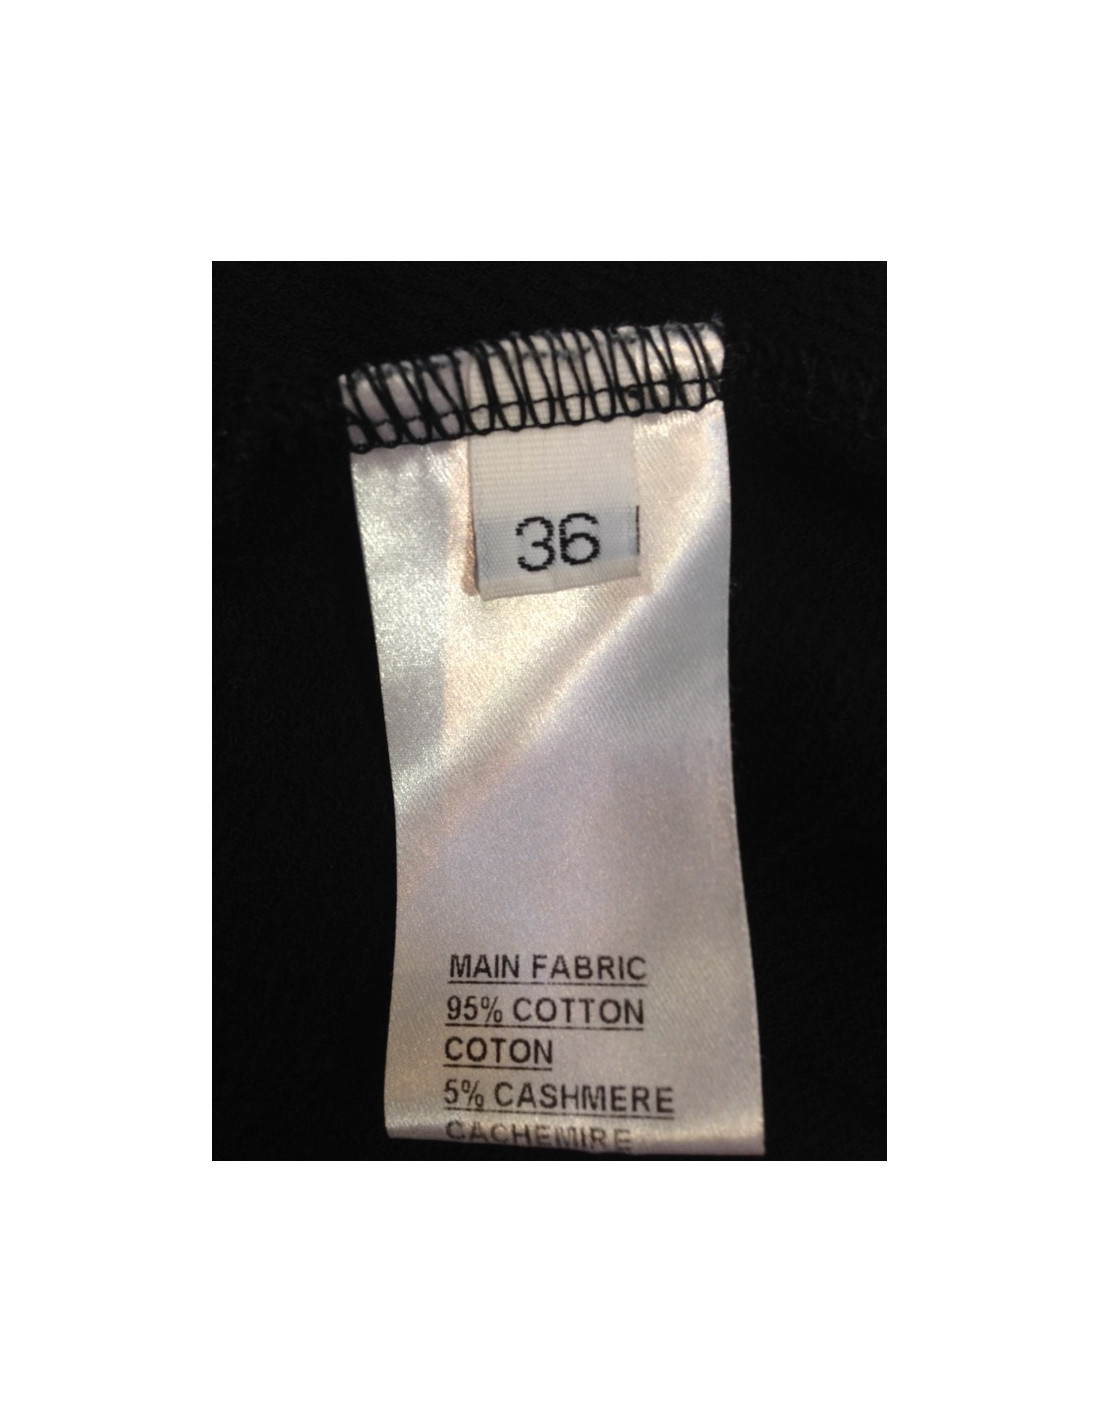 36
MAIN FABRIC
95% COTTON
COTON
5% CASHMERE
CACHEMIRE